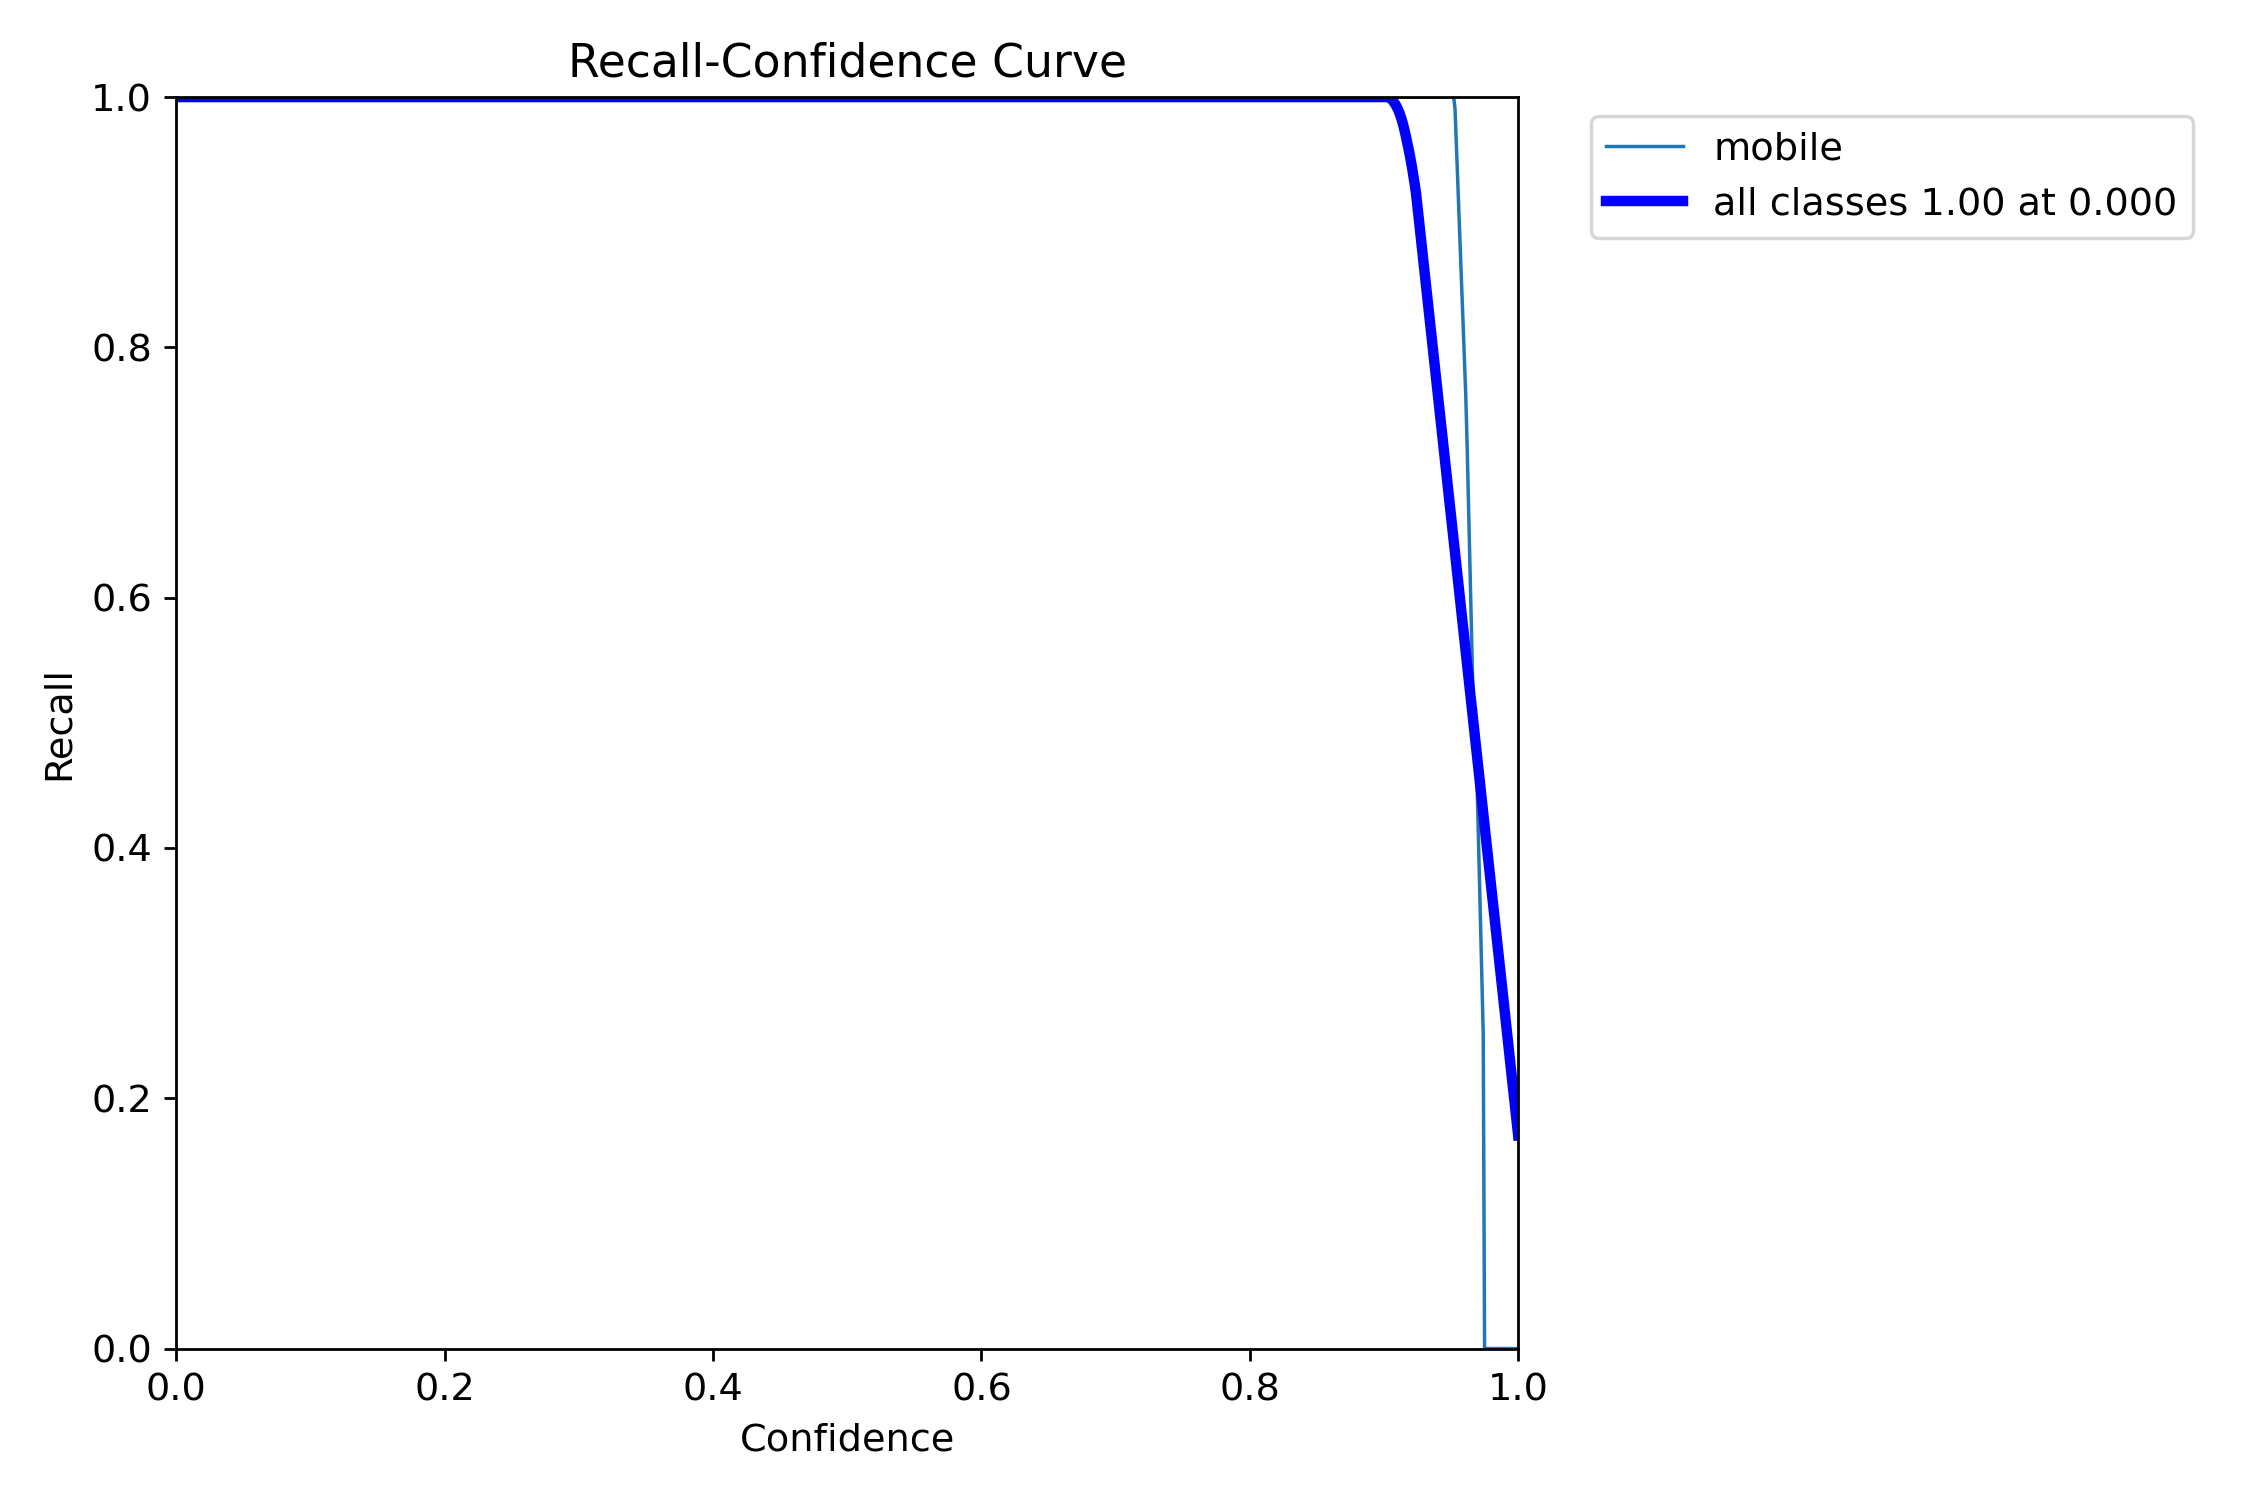 Recall-Confidence Curve
1.0
0.8
0.6
0.4
0.2
0.0
Recall
0.0 0.2 0.4 0.6 0.8 1.0
Confidence
mobile
all classes 1.00 at 0.000